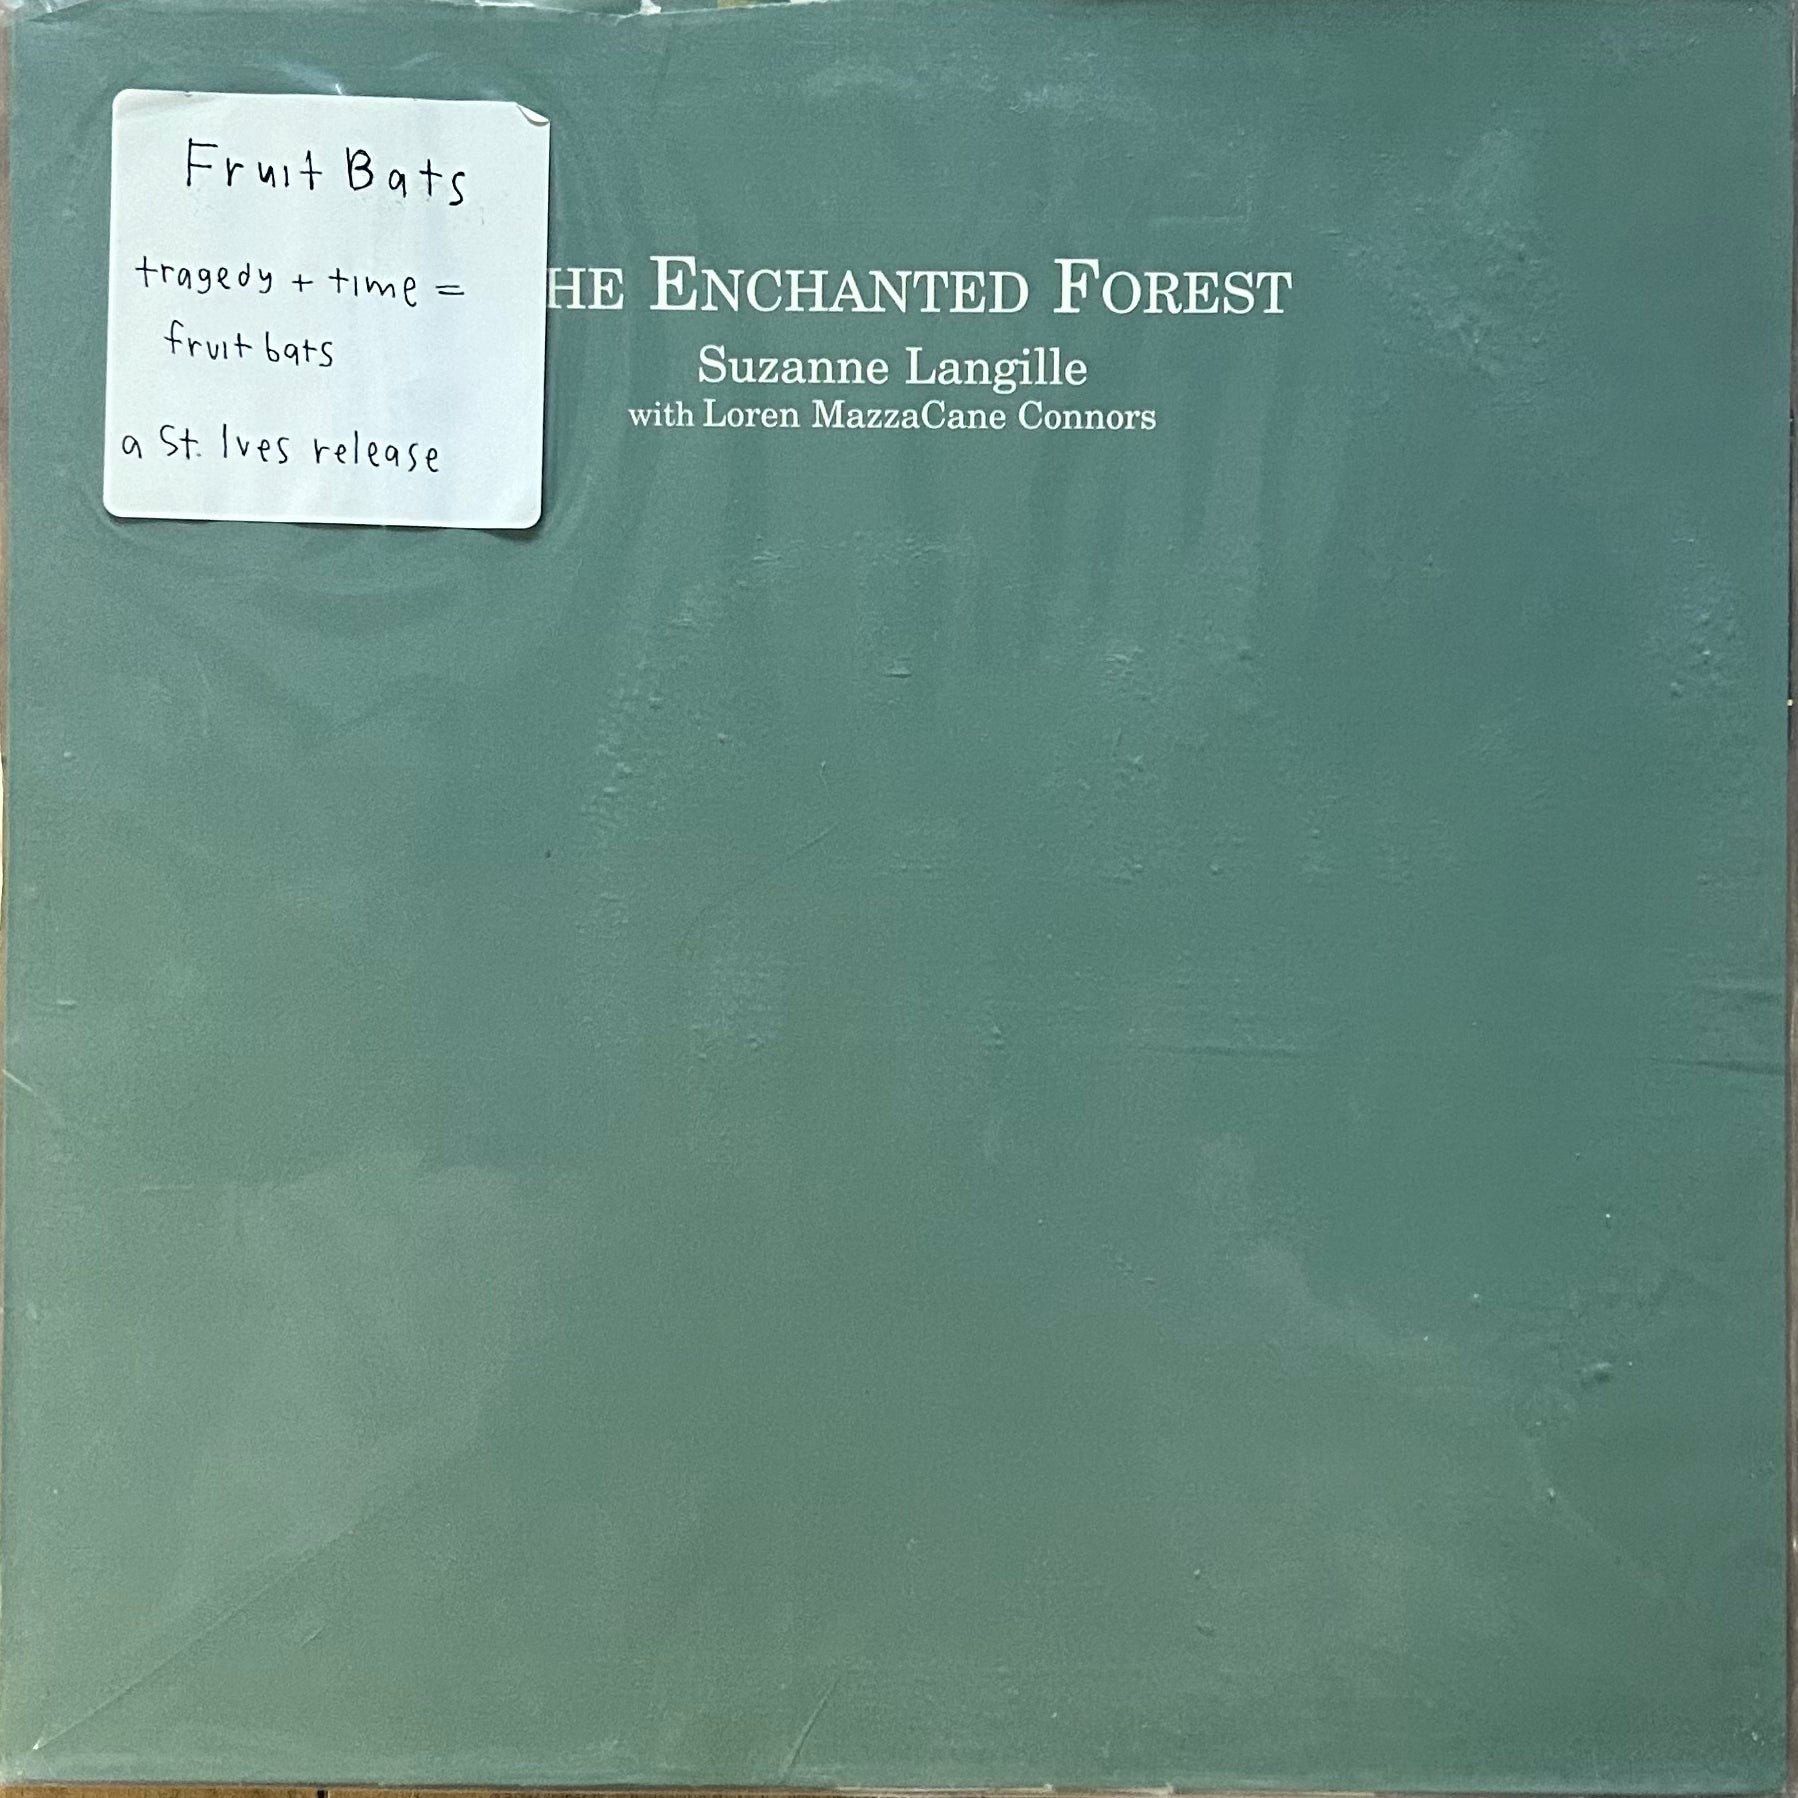 Fruit Bats
tragedy + time =
fruit bats
a St. Ives release
HE ENCHANTED FOREST
Suzanne Langille
with Loren MazzaCane Connors